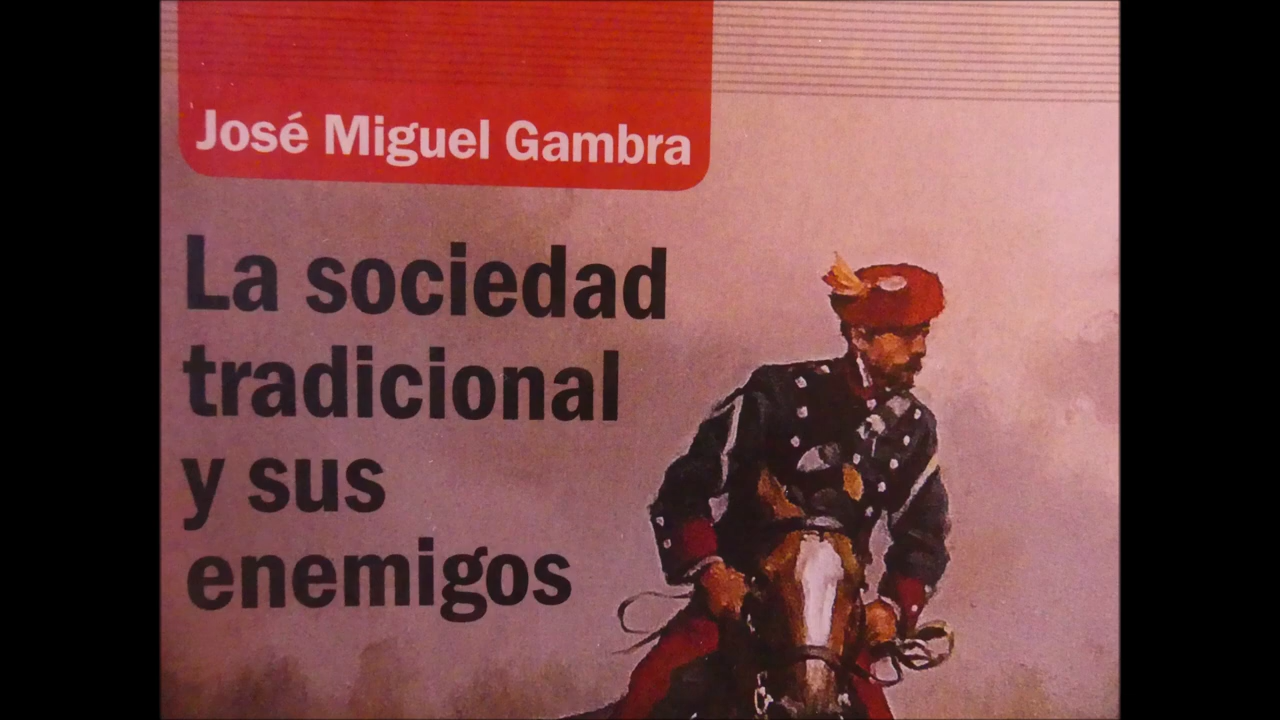 José Miguel Gambra
La sociedad
tradicional
y sus
enemigos